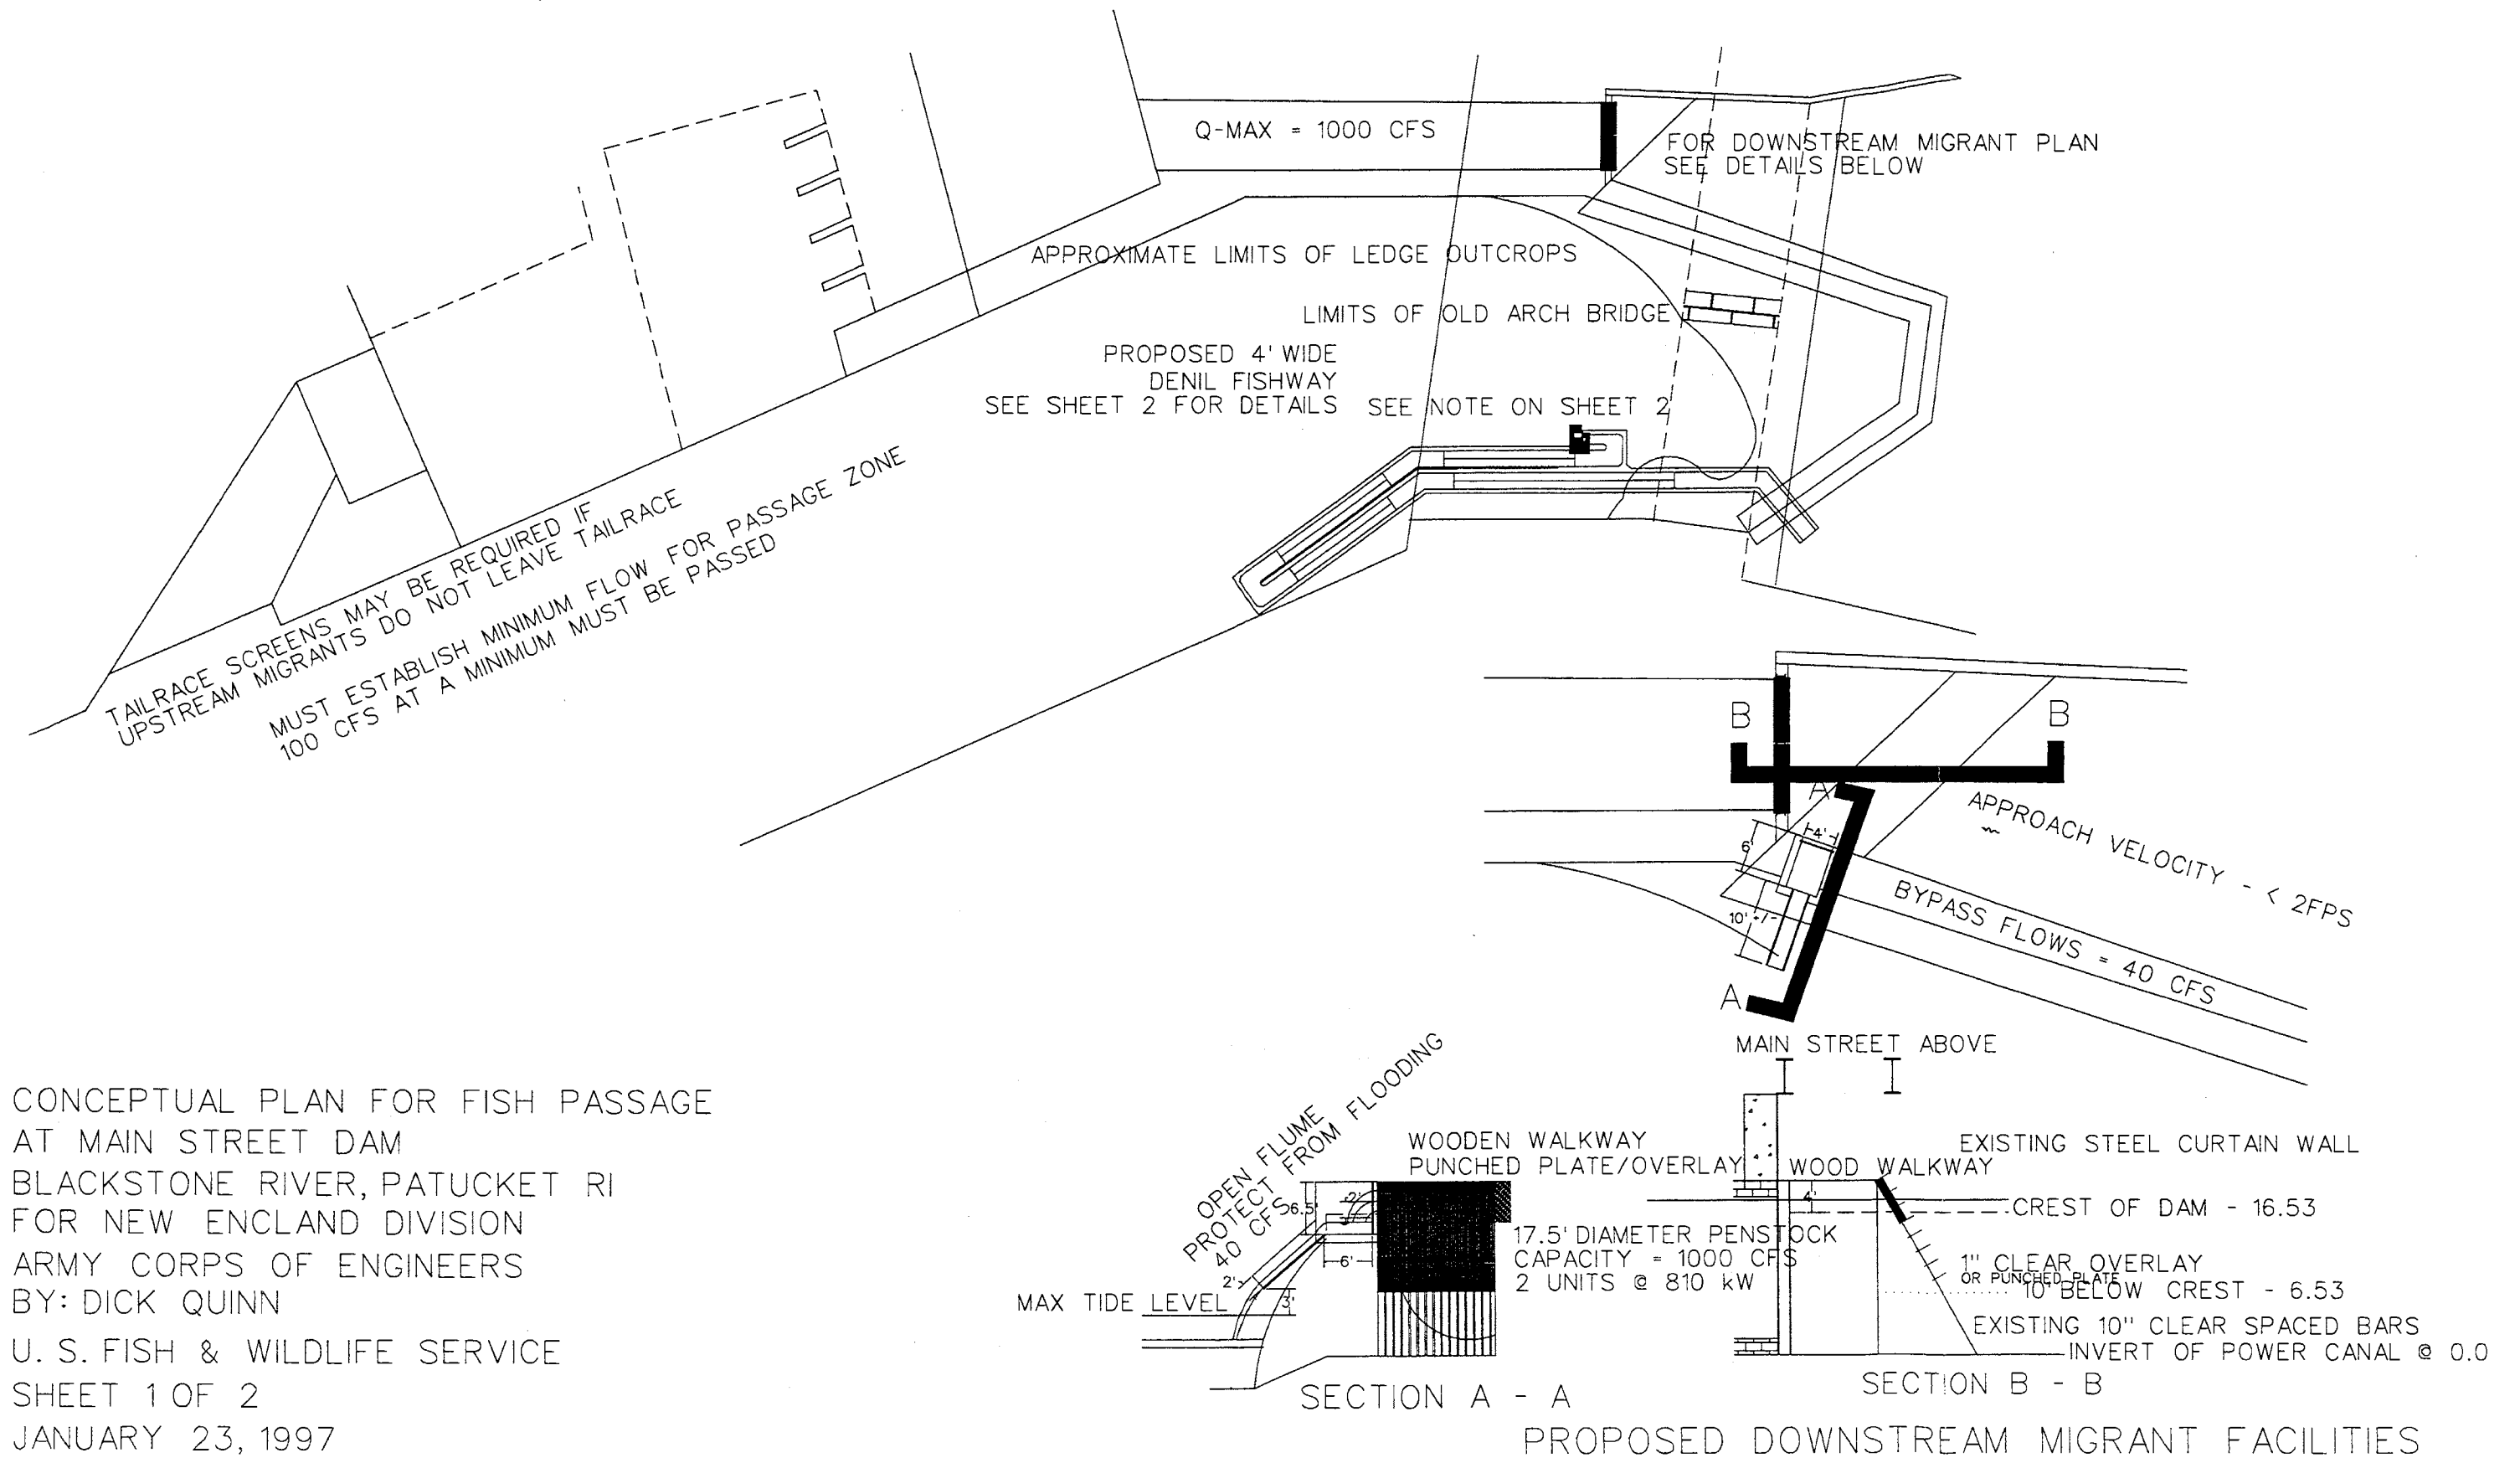 Q-MAX = 1000 CFS
FOR DOWNSTREAM MIGRANT PLAN
SEE DETAILS BELOW
APPROXIMATE LIMITS OF LEDGE OUTCROPS
LIMITS OF OLD ARCH BRIDGE
PROPOSED 4' WIDE
DENIL FISHWAY
SEE SHEET 2 FOR DETAILS
SEE NOTE ON SHEET 2
TAILRACE SCREENS MAY BE REQUIRED IF
UPSTREAM MIGRANTS DO NOT LEAVE TAILRACE
MUST ESTABLISH MINIMUM FLOW FOR PASSAGE ZONE
100 CFS AT A MINIMUM MUST BE PASSED
B
B
A
4'
6'
10' +/-
A
APPROACH VELOCITY - < 2FPS
BYPASS FLOWS = 40 CFS
MAIN STREET ABOVE
OPEN FLUME
PROTECT FROM FLOODING
40 CFS
WOODEN WALKWAY
PUNCHED PLATE/OVERLAY
6.5'
2'
6'
2'
3'
MAX TIDE LEVEL
17.5' DIAMETER PENSTOCK
CAPACITY = 1000 CFS
2 UNITS @ 810 kW
SECTION A - A
EXISTING STEEL CURTAIN WALL
WOOD WALKWAY
4'
CREST OF DAM - 16.53
1" CLEAR OVERLAY
OR PUNCHED PLATE
10' BELOW CREST - 6.53
EXISTING 10" CLEAR SPACED BARS
INVERT OF POWER CANAL @ 0.0
SECTION B - B
PROPOSED DOWNSTREAM MIGRANT FACILITIES
CONCEPTUAL PLAN FOR FISH PASSAGE
AT MAIN STREET DAM
BLACKSTONE RIVER, PATUCKET RI
FOR NEW ENCLAND DIVISION
ARMY CORPS OF ENGINEERS
BY: DICK QUINN
U. S. FISH & WILDLIFE SERVICE
SHEET 1 OF 2
JANUARY 23, 1997